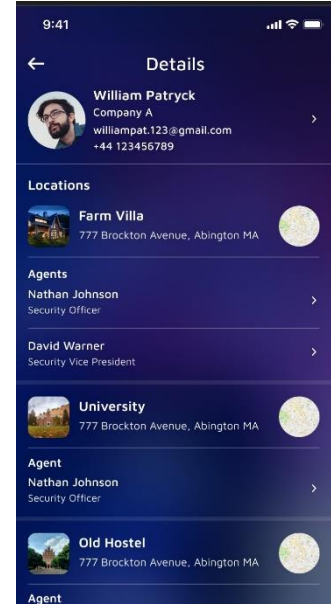 9:41
Details
William Patryck
Company A
williampat.123@gmail.com
+44 123456789
Locations
Farm Villa
777 Brockton Avenue, Abington MA
Agents
Nathan Johnson
Security Officer
David Warner
Security Vice President
University
777 Brockton Avenue, Abington MA
Agent
Nathan Johnson
Security Officer
Old Hostel
777 Brockton Avenue, Abington MA
Agent